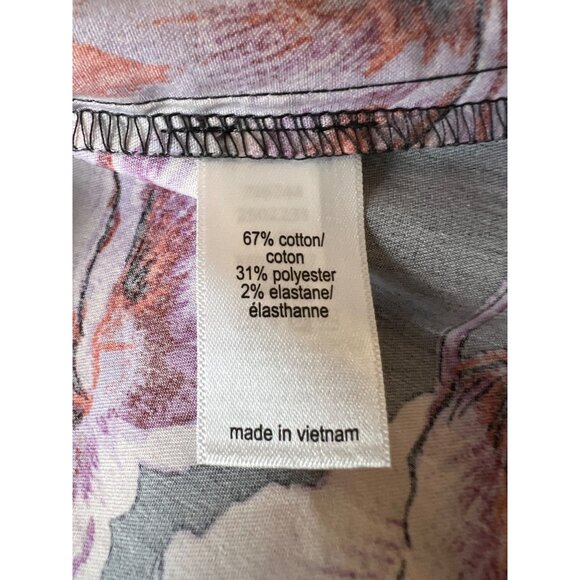 67% cotton/
coton
31% polyester
2% elastane/
élasthanne
made in vietnam